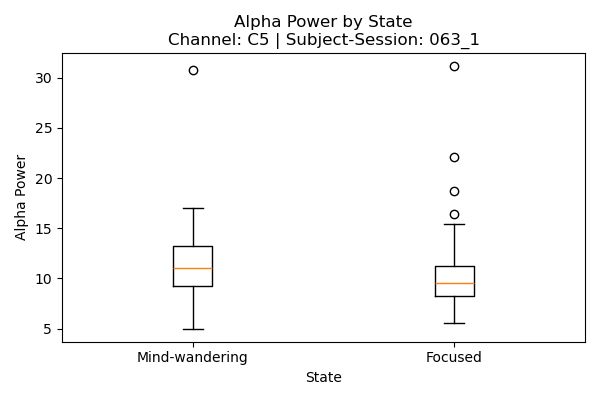 Alpha Power by State
Channel: C5 | Subject-Session: 063_1
30
25
20
15
10
5
Alpha Power
Mind-wandering
Focused
State